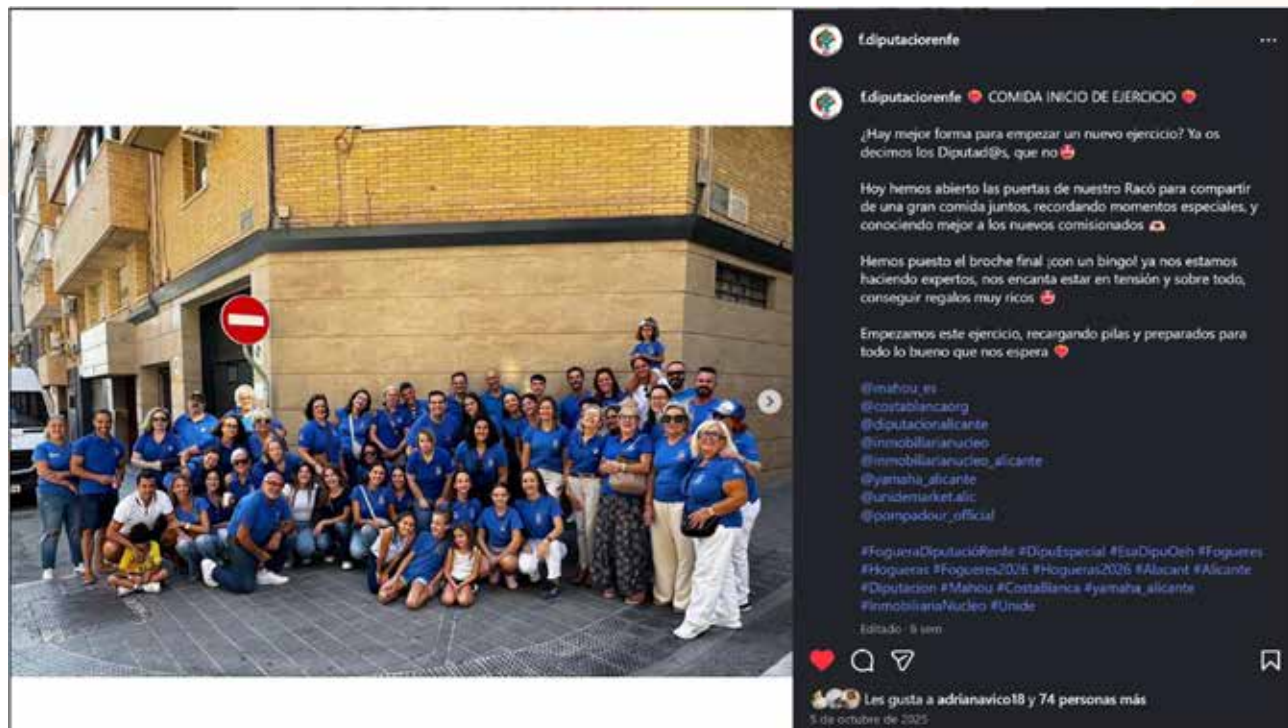 f.diputaciorenfe
f.diputaciorenfe COMIDA INICIO DE EJERCICIO
¿Hay mejor forma para empezar un nuevo ejercicio? Ya os
decimos los Diputad@s, que no
Hoy hemos abierto las puertas de nuestro Racó para compartir
de una gran comida juntos, recordando momentos especiales, y
conociendo mejor a los nuevos comisionados
Hemos puesto el broche final ¡con un bingo! ya nos estamos
haciendo expertos, nos encanta estar en tensión y sobre todo,
conseguir regalos muy ricos
Empezamos este ejercicio, recargando pilas y preparados para
todo lo bueno que nos espera
@mahou_es
@costablancaorg
@diputacionalicante
@inmobiliarianucleo
@inmobiliarianucleo_alicante
@yamaha_alicante
@unidemarket.alic
@pompadour_official
#FogueraDiputacióRenfe #DipuEspecial #EsaDipuOeh #Fogueres
#Hogueras #Fogueres2026 #Hogueras2026 #Alacant #Alicante
#Diputacion #Mahou #CostaBlanca #yamaha_alicante
#InmobiliariaNucleo #Unide
Editado · 6 sem
Les gusta a adrianavico18 y 74 personas más
5 de octubre de 2025